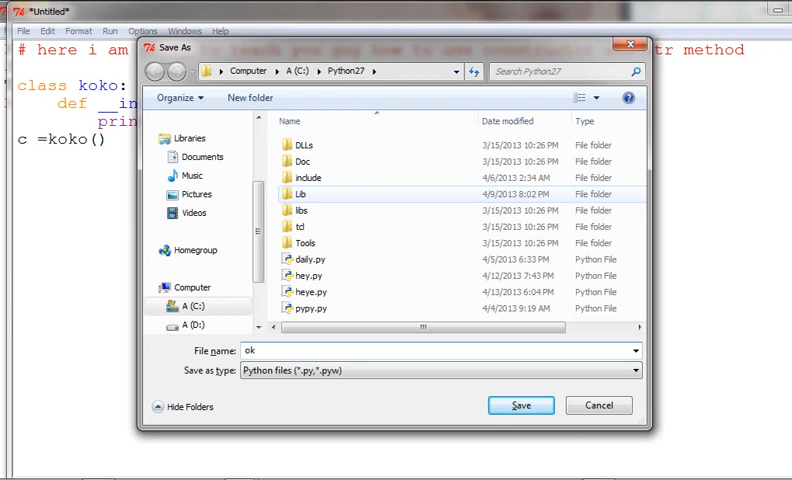 *Untitled*
File Edit Format Run Options Windows Help
# here i am to teach you guy how to use constructor tr method
class koko:
def __in
prin
c =koko()
Save As
Computer A (C:) Python27
Search Python27
Organize New folder
Name Date modified Type
Libraries
Documents
Music
Pictures
Videos
Homegroup
Computer
A (C:)
A (D:)
DLLs 3/15/2013 10:26 PM File folder
Doc 3/15/2013 10:26 PM File folder
include 4/6/2013 2:34 AM File folder
Lib 4/9/2013 8:02 PM File folder
libs 3/15/2013 10:26 PM File folder
tcl 3/15/2013 10:26 PM File folder
Tools 3/15/2013 10:26 PM File folder
daily.py 4/5/2013 6:33 PM Python File
hey.py 4/12/2013 7:43 PM Python File
heye.py 4/13/2013 6:04 PM Python File
pypy.py 4/4/2013 9:19 AM Python File
File name: ok
Save as type: Python files (*.py,*.pyw)
Hide Folders
Save Cancel